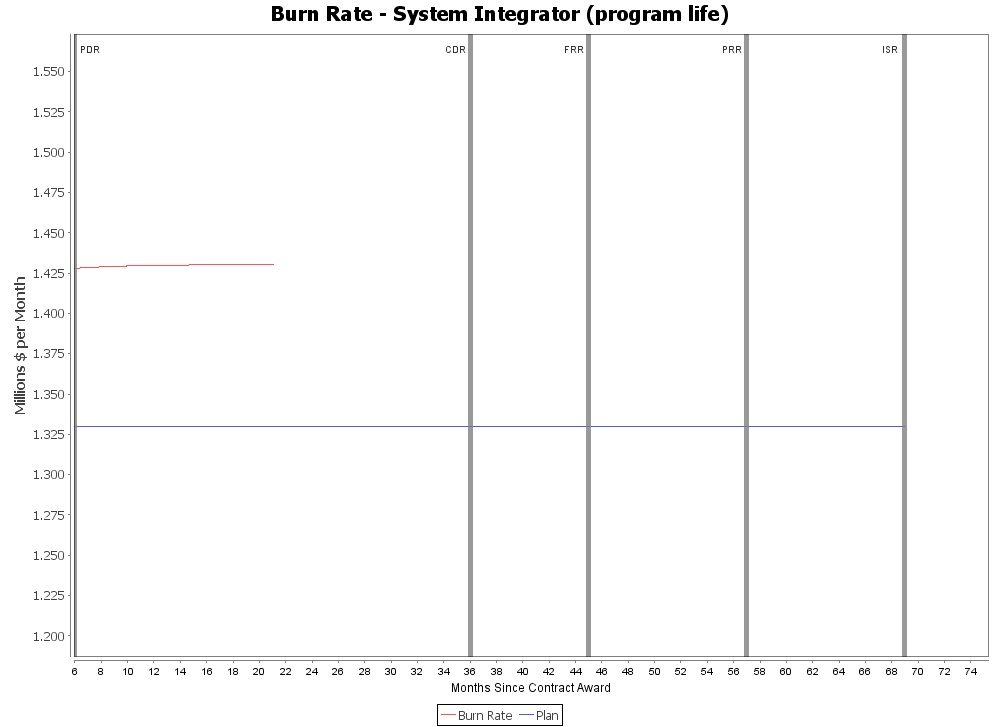 Burn Rate - System Integrator (program life)
PDR CDR FRR PRR ISR
1.550
1.525
1.500
1.475
1.450
1.425
1.400
1.375
1.350
1.325
1.300
1.275
1.250
1.225
1.200
Millions $ per Month
6 8 10 12 14 16 18 20 22 24 26 28 30 32 34 36 38 40 42 44 46 48 50 52 54 56 58 60 62 64 66 68 70 72 74
Months Since Contract Award
Burn Rate Plan